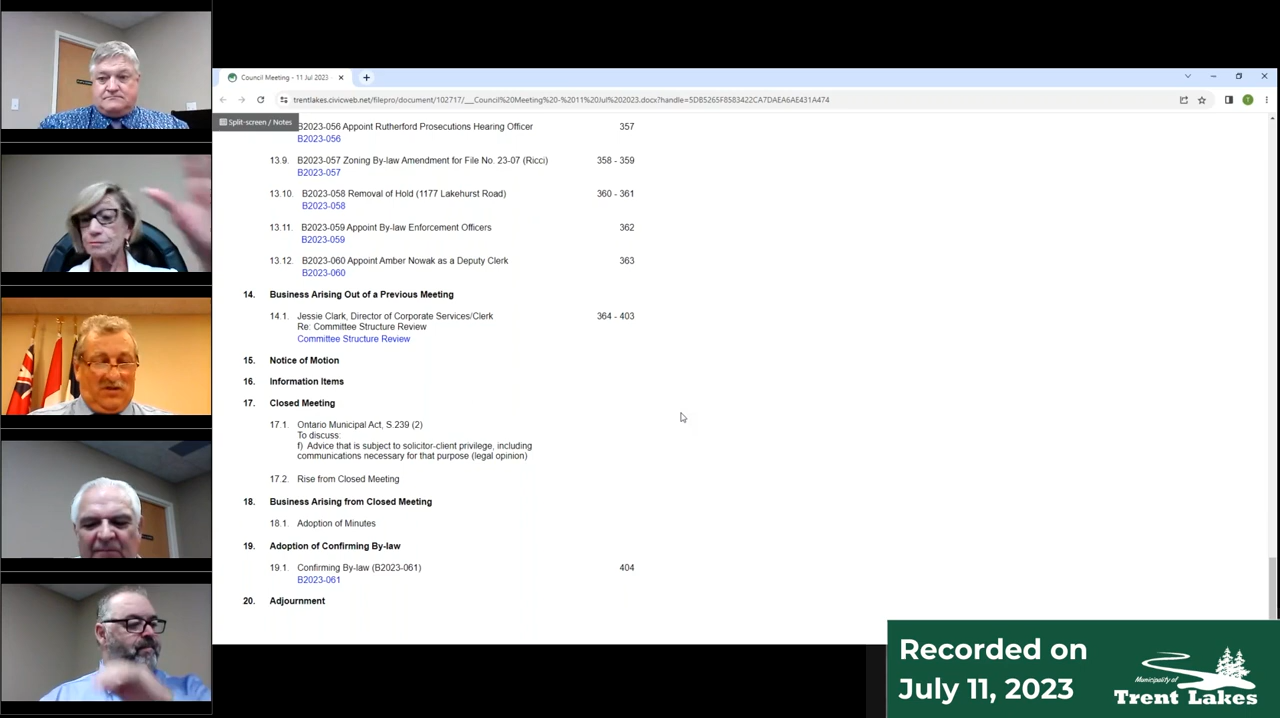 Council Meeting - 11 Jul 2023
trentlakes.civicweb.net/filepro/document/102717/___Council%20Meeting%20-%2011%20Jul%202023.docx?handle=5DB5265F8583422CA7DAEA6AE431A474
T
Split-screen / Notes
B2023-056 Appoint Rutherford Prosecutions Hearing Officer 357
B2023-056
13.9. B2023-057 Zoning By-law Amendment for File No. 23-07 (Ricci) 358 - 359
B2023-057
13.10. B2023-058 Removal of Hold (1177 Lakehurst Road) 360 - 361
B2023-058
13.11. B2023-059 Appoint By-law Enforcement Officers 362
B2023-059
13.12. B2023-060 Appoint Amber Nowak as a Deputy Clerk 363
B2023-060
14. Business Arising Out of a Previous Meeting
14.1. Jessie Clark, Director of Corporate Services/Clerk 364 - 403
Re: Committee Structure Review
Committee Structure Review
15. Notice of Motion
16. Information Items
17. Closed Meeting
17.1. Ontario Municipal Act, S.239 (2)
To discuss:
f) Advice that is subject to solicitor-client privilege, including
communications necessary for that purpose (legal opinion)
17.2. Rise from Closed Meeting
18. Business Arising from Closed Meeting
18.1. Adoption of Minutes
19. Adoption of Confirming By-law
19.1. Confirming By-law (B2023-061) 404
B2023-061
20. Adjournment
Recorded on
July 11, 2023
Municipality of
Trent Lakes